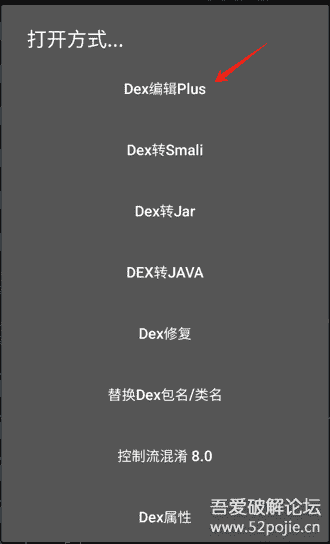 打开方式...
Dex编辑Plus
Dex转Smali
Dex转Jar
DEX转JAVA
Dex修复
替换Dex包名/类名
控制流混淆 8.0
Dex属性
吾爱破解论坛
www.52pojie.cn